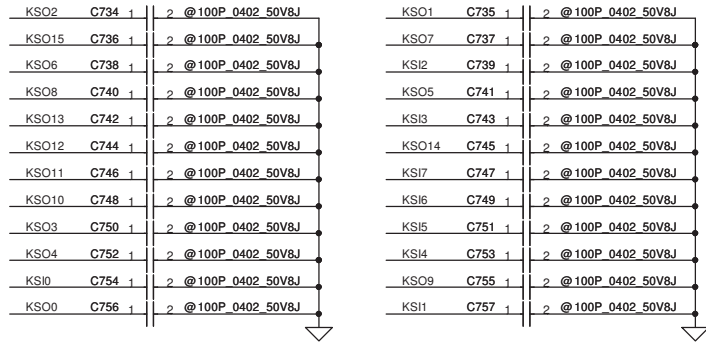 KSO2 C734 1 2 @100P_0402_50V8J
KSO15 C736 1 2 @100P_0402_50V8J
KSO6 C738 1 2 @100P_0402_50V8J
KSO8 C740 1 2 @100P_0402_50V8J
KSO13 C742 1 2 @100P_0402_50V8J
KSO12 C744 1 2 @100P_0402_50V8J
KSO11 C746 1 2 @100P_0402_50V8J
KSO10 C748 1 2 @100P_0402_50V8J
KSO3 C750 1 2 @100P_0402_50V8J
KSO4 C752 1 2 @100P_0402_50V8J
KSI0 C754 1 2 @100P_0402_50V8J
KSO0 C756 1 2 @100P_0402_50V8J
KSO1 C735 1 2 @100P_0402_50V8J
KSO7 C737 1 2 @100P_0402_50V8J
KSI2 C739 1 2 @100P_0402_50V8J
KSO5 C741 1 2 @100P_0402_50V8J
KSI3 C743 1 2 @100P_0402_50V8J
KSO14 C745 1 2 @100P_0402_50V8J
KSI7 C747 1 2 @100P_0402_50V8J
KSI6 C749 1 2 @100P_0402_50V8J
KSI5 C751 1 2 @100P_0402_50V8J
KSI4 C753 1 2 @100P_0402_50V8J
KSO9 C755 1 2 @100P_0402_50V8J
KSI1 C757 1 2 @100P_0402_50V8J